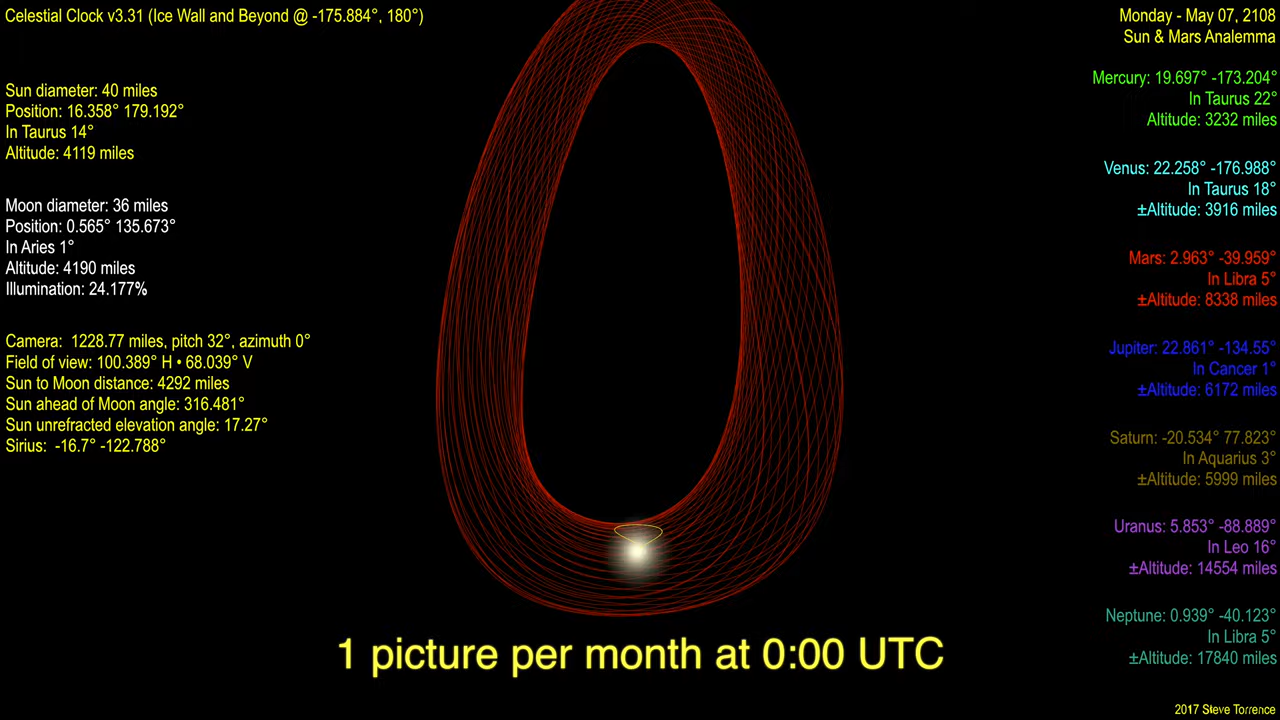 Celestial Clock v3.31 (Ice Wall and Beyond @ -175.884°, 180°)
Sun diameter: 40 miles
Position: 16.358° 179.192°
In Taurus 14°
Altitude: 4119 miles
Moon diameter: 36 miles
Position: 0.565° 135.673°
In Aries 1°
Altitude: 4190 miles
Illumination: 24.177%
Camera:  1228.77 miles, pitch 32°, azimuth 0°
Field of view: 100.389° H • 68.039° V
Sun to Moon distance: 4292 miles
Sun ahead of Moon angle: 316.481°
Sun unrefracted elevation angle: 17.27°
Sirius:  -16.7° -122.788°
Monday - May 07, 2108
Sun & Mars Analemma
Mercury: 19.697° -173.204°
In Taurus 22°
Altitude: 3232 miles
Venus: 22.258° -176.988°
In Taurus 18°
±Altitude: 3916 miles
Mars: 2.963° -39.959°
In Libra 5°
±Altitude: 8338 miles
Jupiter: 22.861° -134.55°
In Cancer 1°
±Altitude: 6172 miles
Saturn: -20.534° 77.823°
In Aquarius 3°
±Altitude: 5999 miles
Uranus: 5.853° -88.889°
In Leo 16°
±Altitude: 14554 miles
Neptune: 0.939° -40.123°
In Libra 5°
±Altitude: 17840 miles
1 picture per month at 0:00 UTC
2017 Steve Torrence